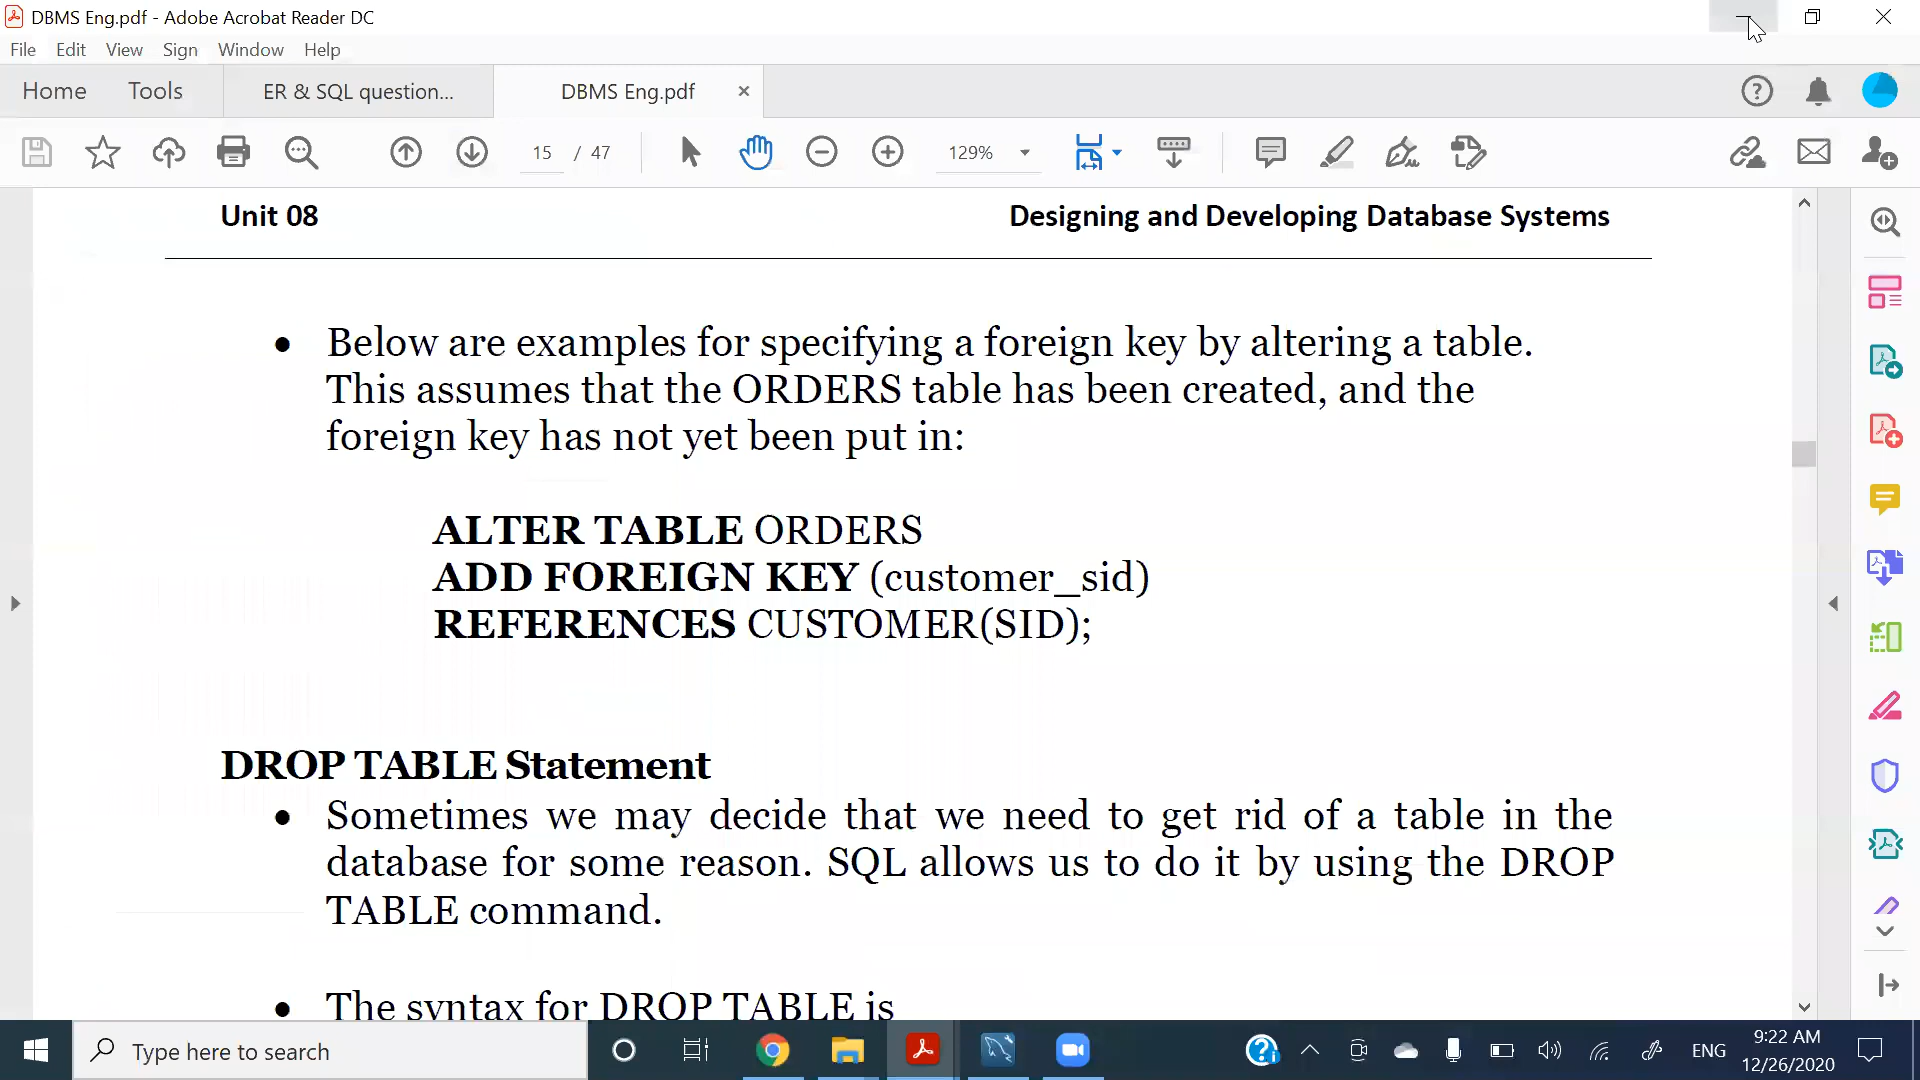 DBMS Eng.pdf - Adobe Acrobat Reader DC
File Edit View Sign Window Help
Home Tools ER & SQL question... DBMS Eng.pdf
15 / 47 129%
Unit 08 Designing and Developing Database Systems
• Below are examples for specifying a foreign key by altering a table.
This assumes that the ORDERS table has been created, and the
foreign key has not yet been put in:
ALTER TABLE ORDERS
ADD FOREIGN KEY (customer_sid)
REFERENCES CUSTOMER(SID);
DROP TABLE Statement
• Sometimes we may decide that we need to get rid of a table in the
database for some reason. SQL allows us to do it by using the DROP
TABLE command.
• The syntax for DROP TABLE is
Type here to search
ENG
9:22 AM
12/26/2020